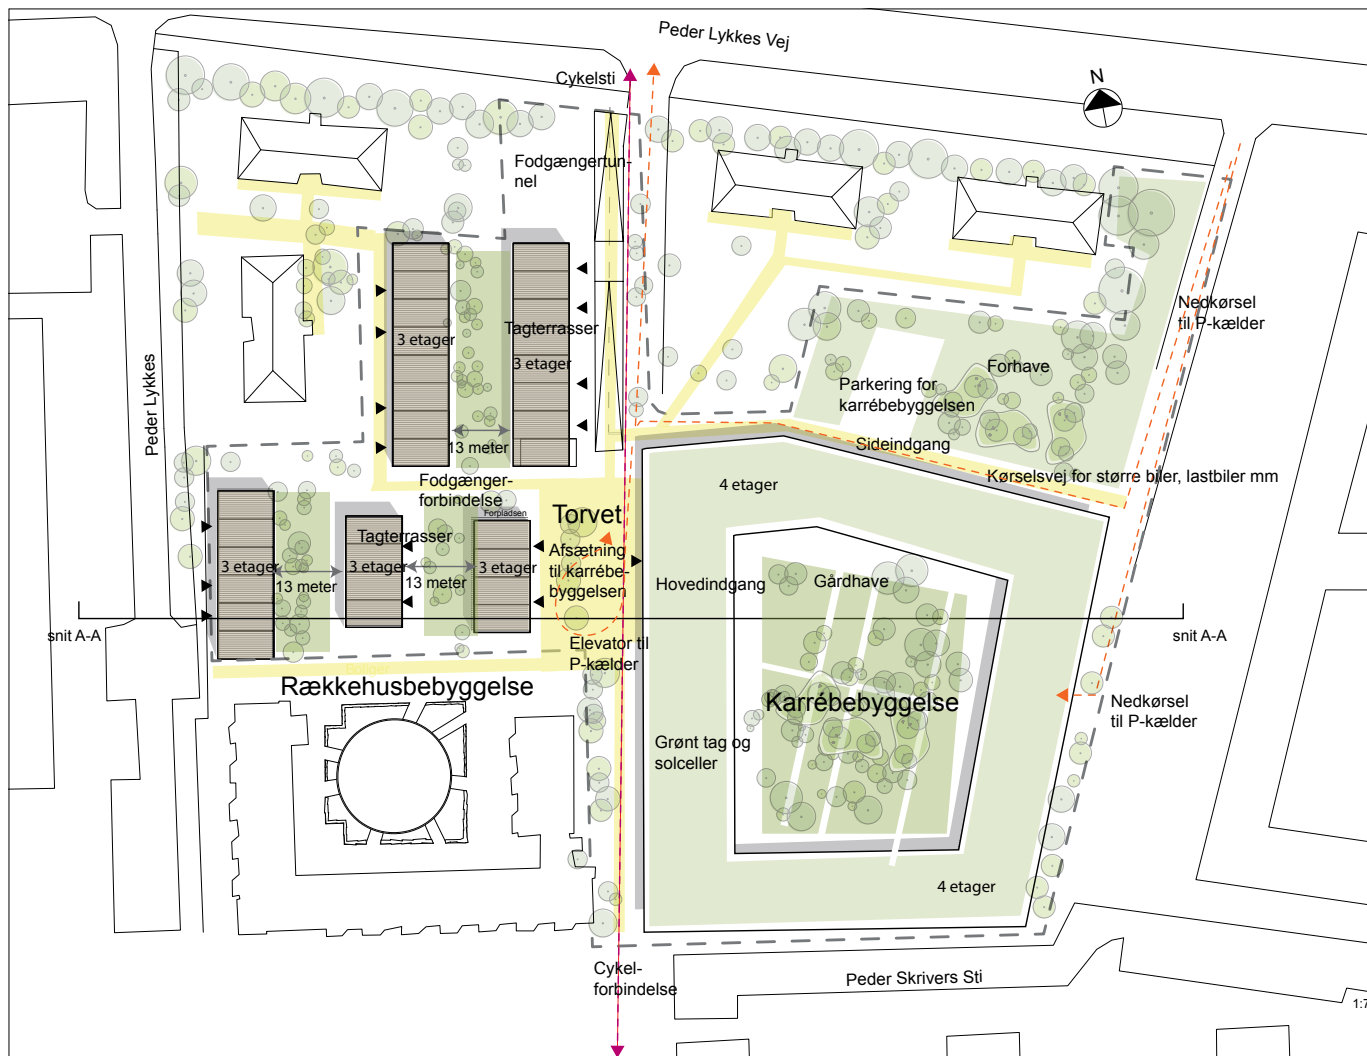 Peder Lykkes Vej
Cykelsti
N
Fodgængertun-
nel
Nedkørsel
til P-kælder
Peder Lykkes
3 etager
Tagterrasser
3 etager
Forhave
Parkering for
karrébebyggelsen
13 meter
Sideindgang
Kørselsvej for større biler, lastbiler mm
Fodgænger-
forbindelse
4 etager
Forpladsen
Torvet
Tagterrasser
Afsætning
til karrébe-
byggelsen
3 etager
13 meter
3 etager
13 meter
3 etager
Hovedindgang
Gårdhave
snit A-A
snit A-A
Elevator til
P-kælder
Rækkehusbebyggelse
Karrébebyggelse
Nedkørsel
til P-kælder
Grønt tag og
solceller
4 etager
Cykel-
forbindelse
Peder Skrivers Sti
1:7